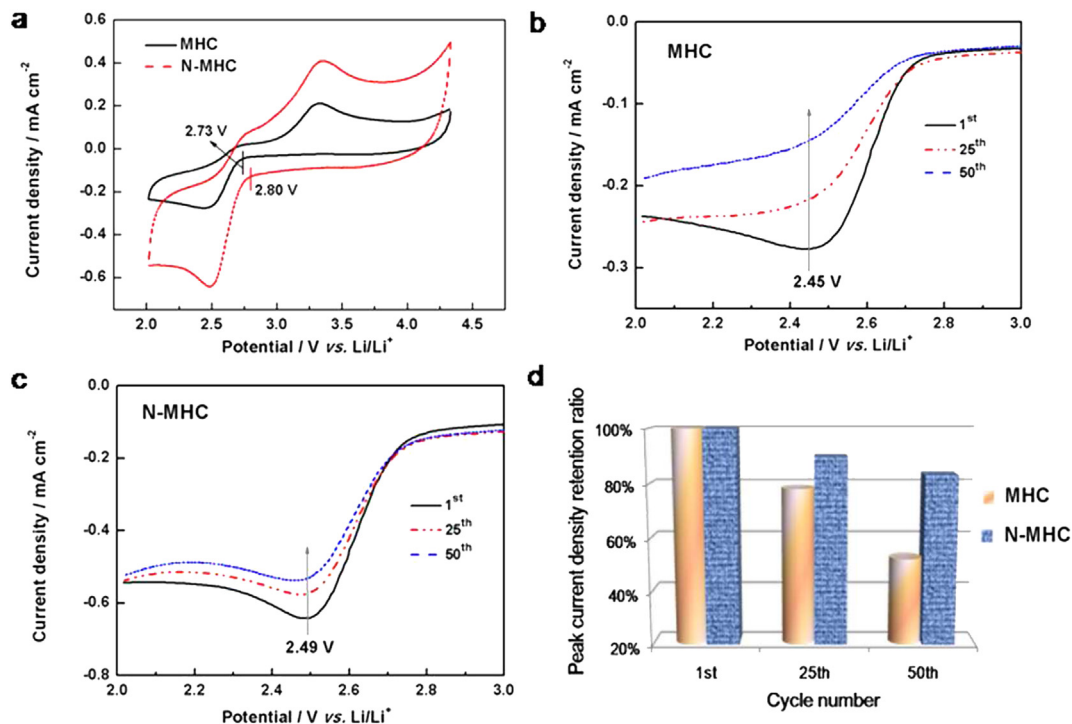 a
0.6
0.4
0.2
0.0
-0.2
-0.4
-0.6
Current density / mA cm⁻²
MHC
N-MHC
2.73 V
2.80 V
2.0 2.5 3.0 3.5 4.0 4.5
Potential / V vs. Li/Li⁺
b
0.0
-0.1
-0.2
-0.3
Current density / mA cm⁻²
MHC
1ˢᵗ
25ᵗʰ
50ᵗʰ
2.45 V
2.0 2.2 2.4 2.6 2.8 3.0
Potential / V vs. Li/Li⁺
c
0.0
-0.2
-0.4
-0.6
-0.8
Current density / mA cm⁻²
N-MHC
1ˢᵗ
25ᵗʰ
50ᵗʰ
2.49 V
2.0 2.2 2.4 2.6 2.8 3.0
Potential / V vs. Li/Li⁺
d
Peak current density retention ratio
100%
80%
60%
40%
20%
MHC
N-MHC
1st 25th 50th
Cycle number